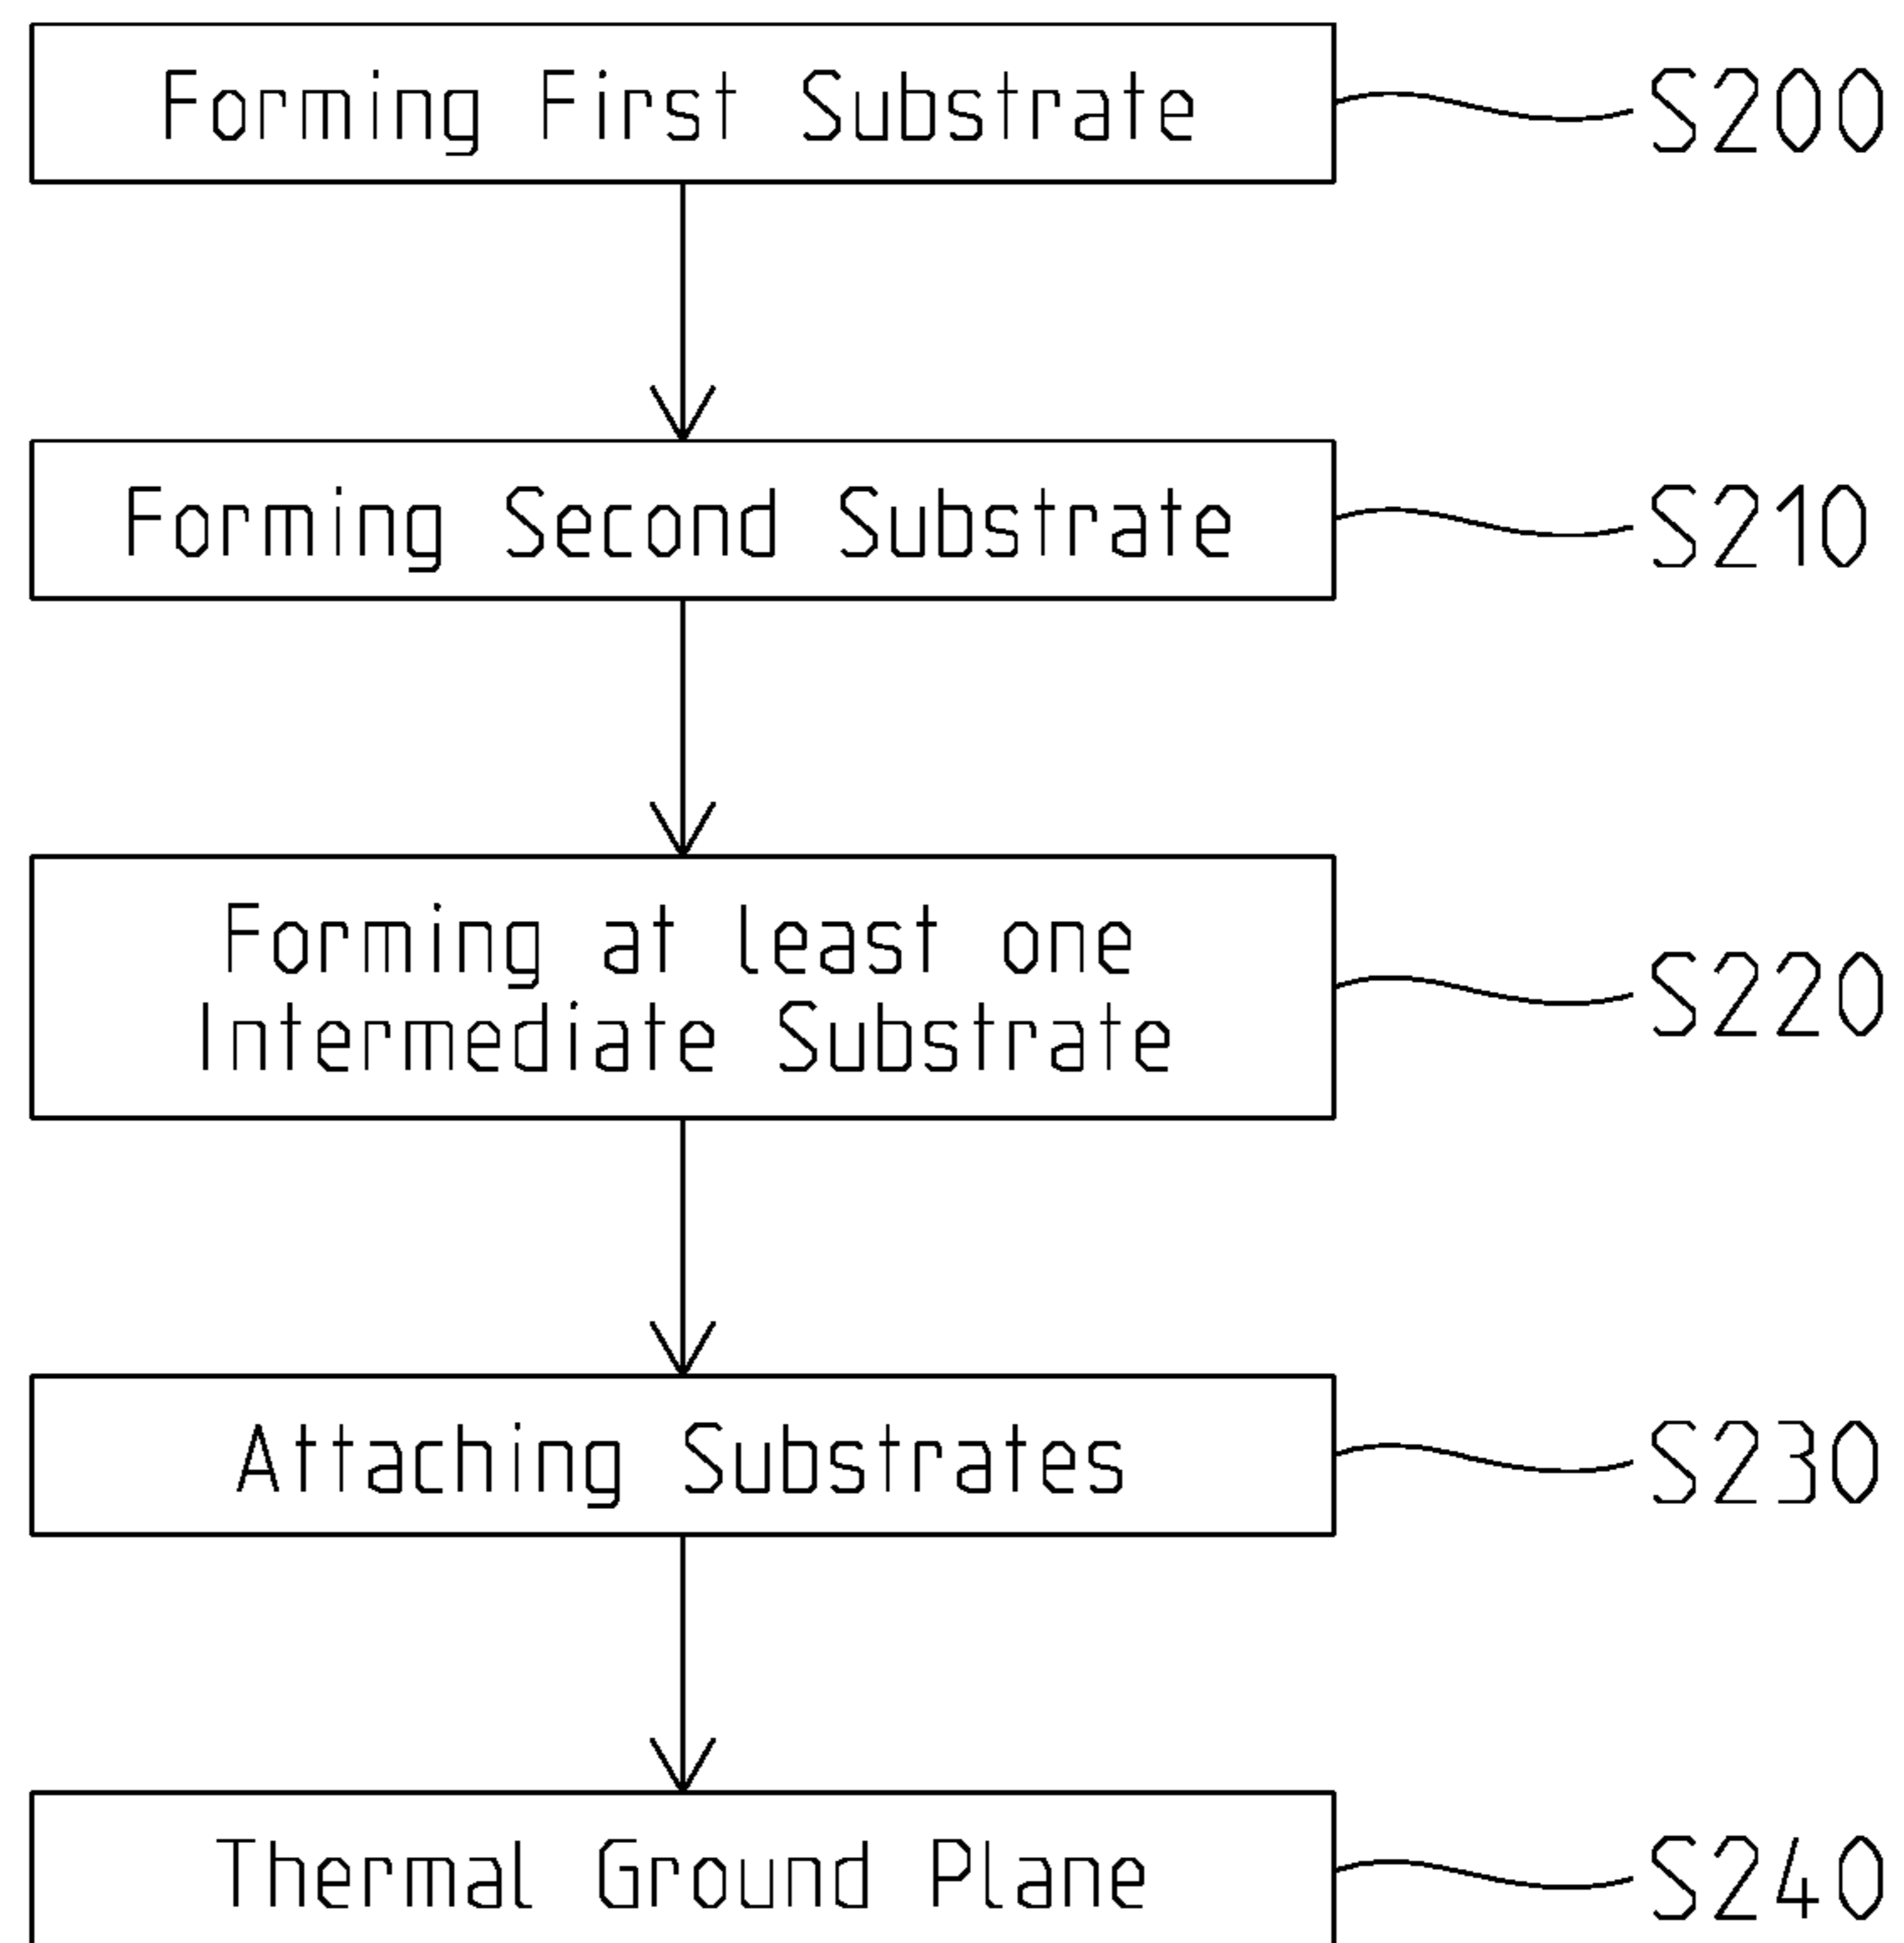 Forming First Substrate
S200
Forming Second Substrate
S210
Forming at least one
Intermediate Substrate
S220
Attaching Substrates
S230
Thermal Ground Plane
S240